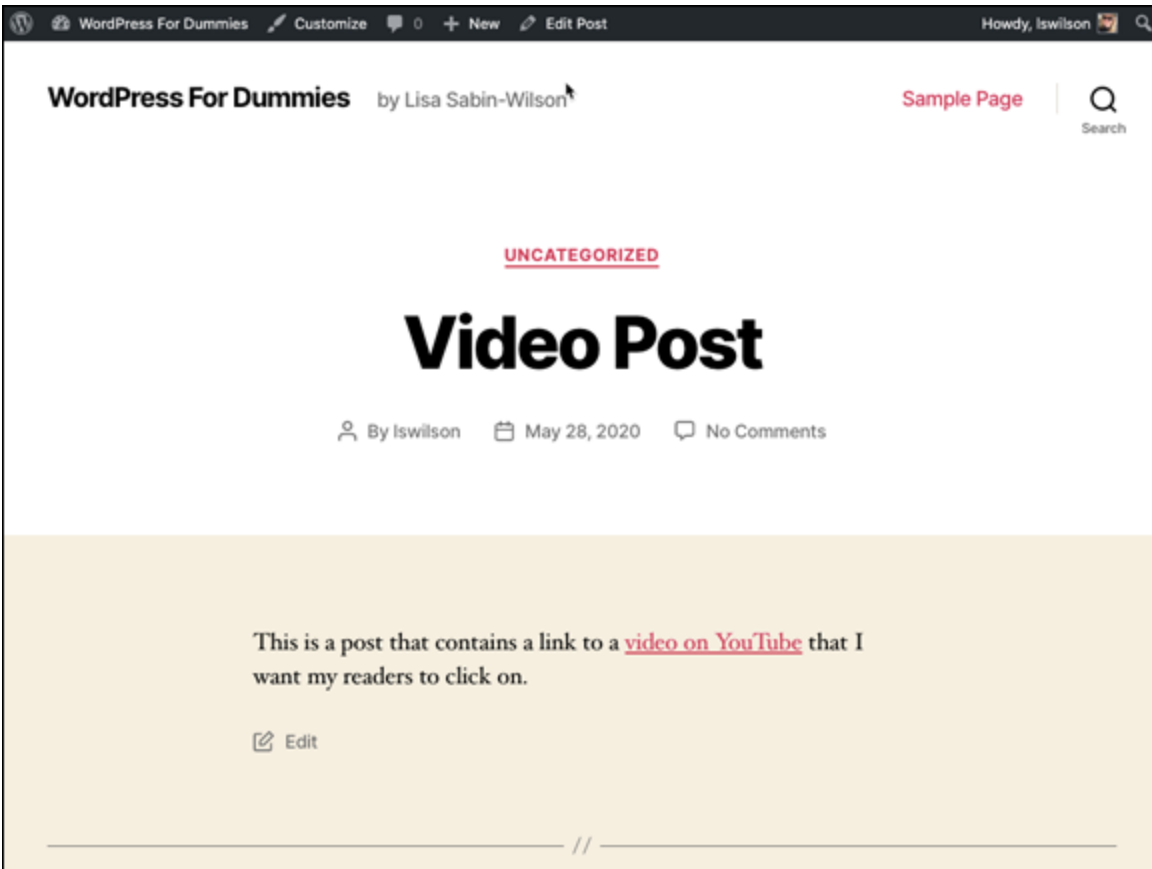 WordPress For Dummies Customize 0 New Edit Post Howdy, lswilson
WordPress For Dummies by Lisa Sabin-Wilson Sample Page
Search
UNCATEGORIZED
Video Post
By lswilson May 28, 2020 No Comments
This is a post that contains a link to a video on YouTube that I
want my readers to click on.
Edit
//